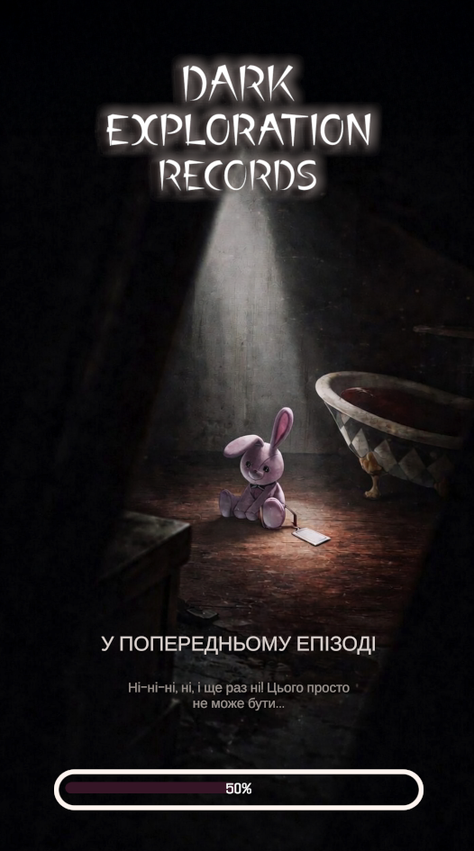 DARK
EXPLORATION
RECORDS
У ПОПЕРЕДНЬОМУ ЕПІЗОДІ
Ні-ні-ні, ні, і ще раз ні! Цього просто
не може бути...
50%